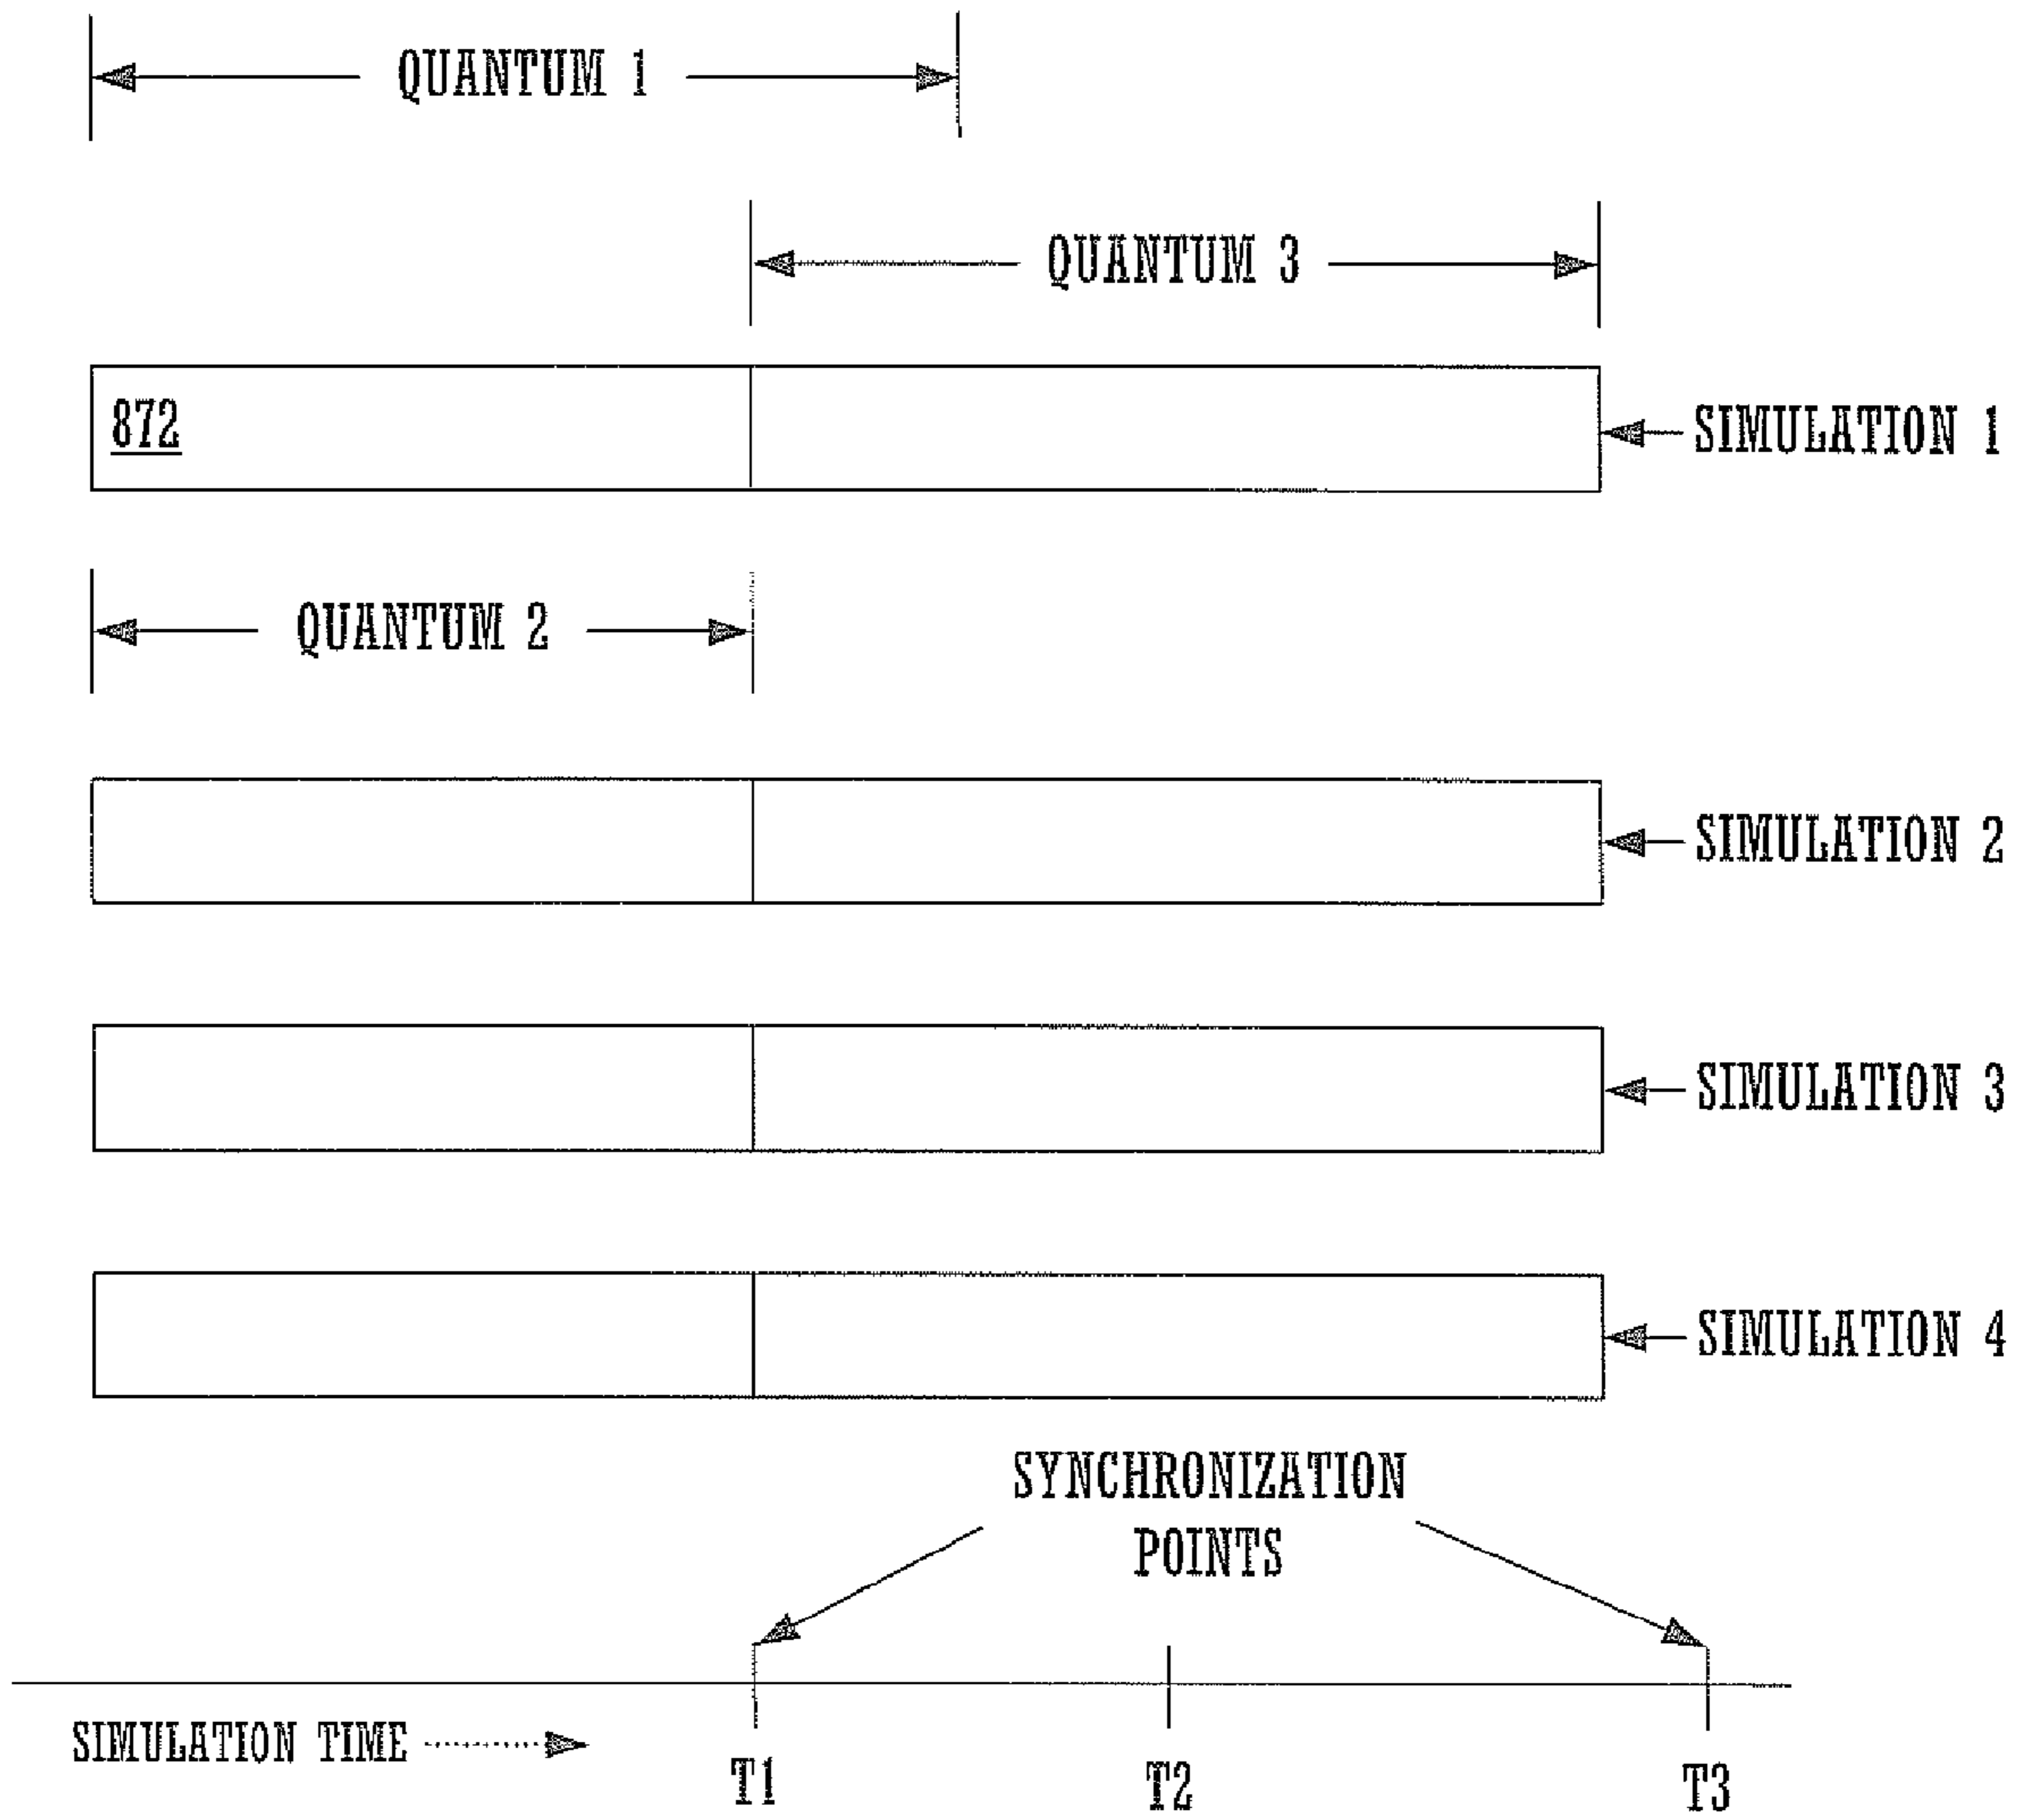 QUANTUM 1
QUANTUM 3
872
SIMULATION 1
QUANTUM 2
SIMULATION 2
SIMULATION 3
SIMULATION 4
SYNCHRONIZATION
POINTS
SIMULATION TIME
T1
T2
T3